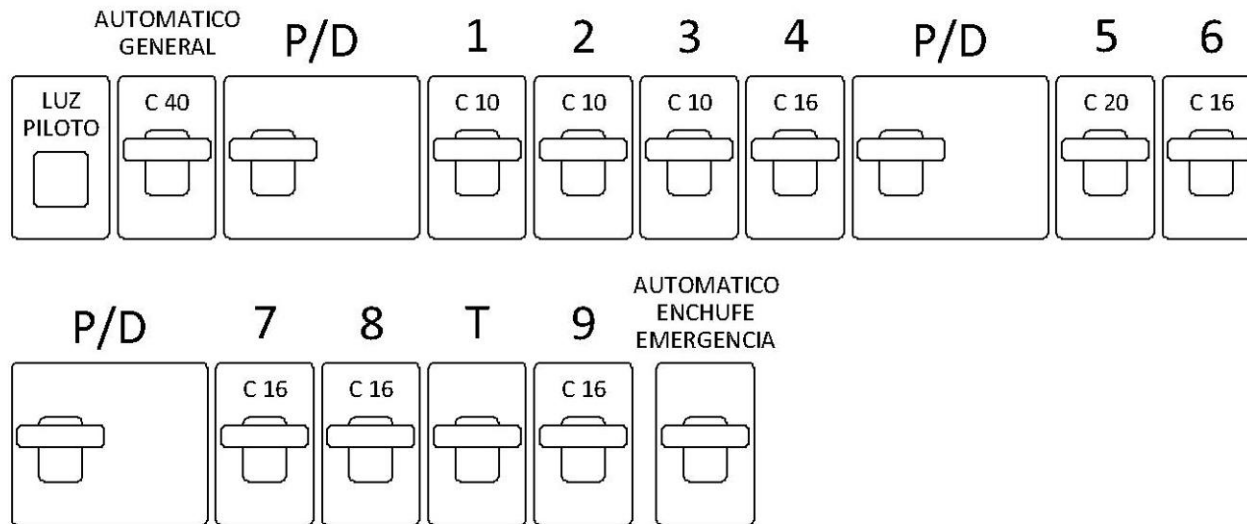 AUTOMATICO
GENERAL
P/D
1
2
3
4
P/D
5
6
LUZ
PILOTO
C 40
C 10
C 10
C 10
C 16
C 20
C 16
P/D
7
8
T
9
AUTOMATICO
ENCHUFE
EMERGENCIA
C 16
C 16
C 16